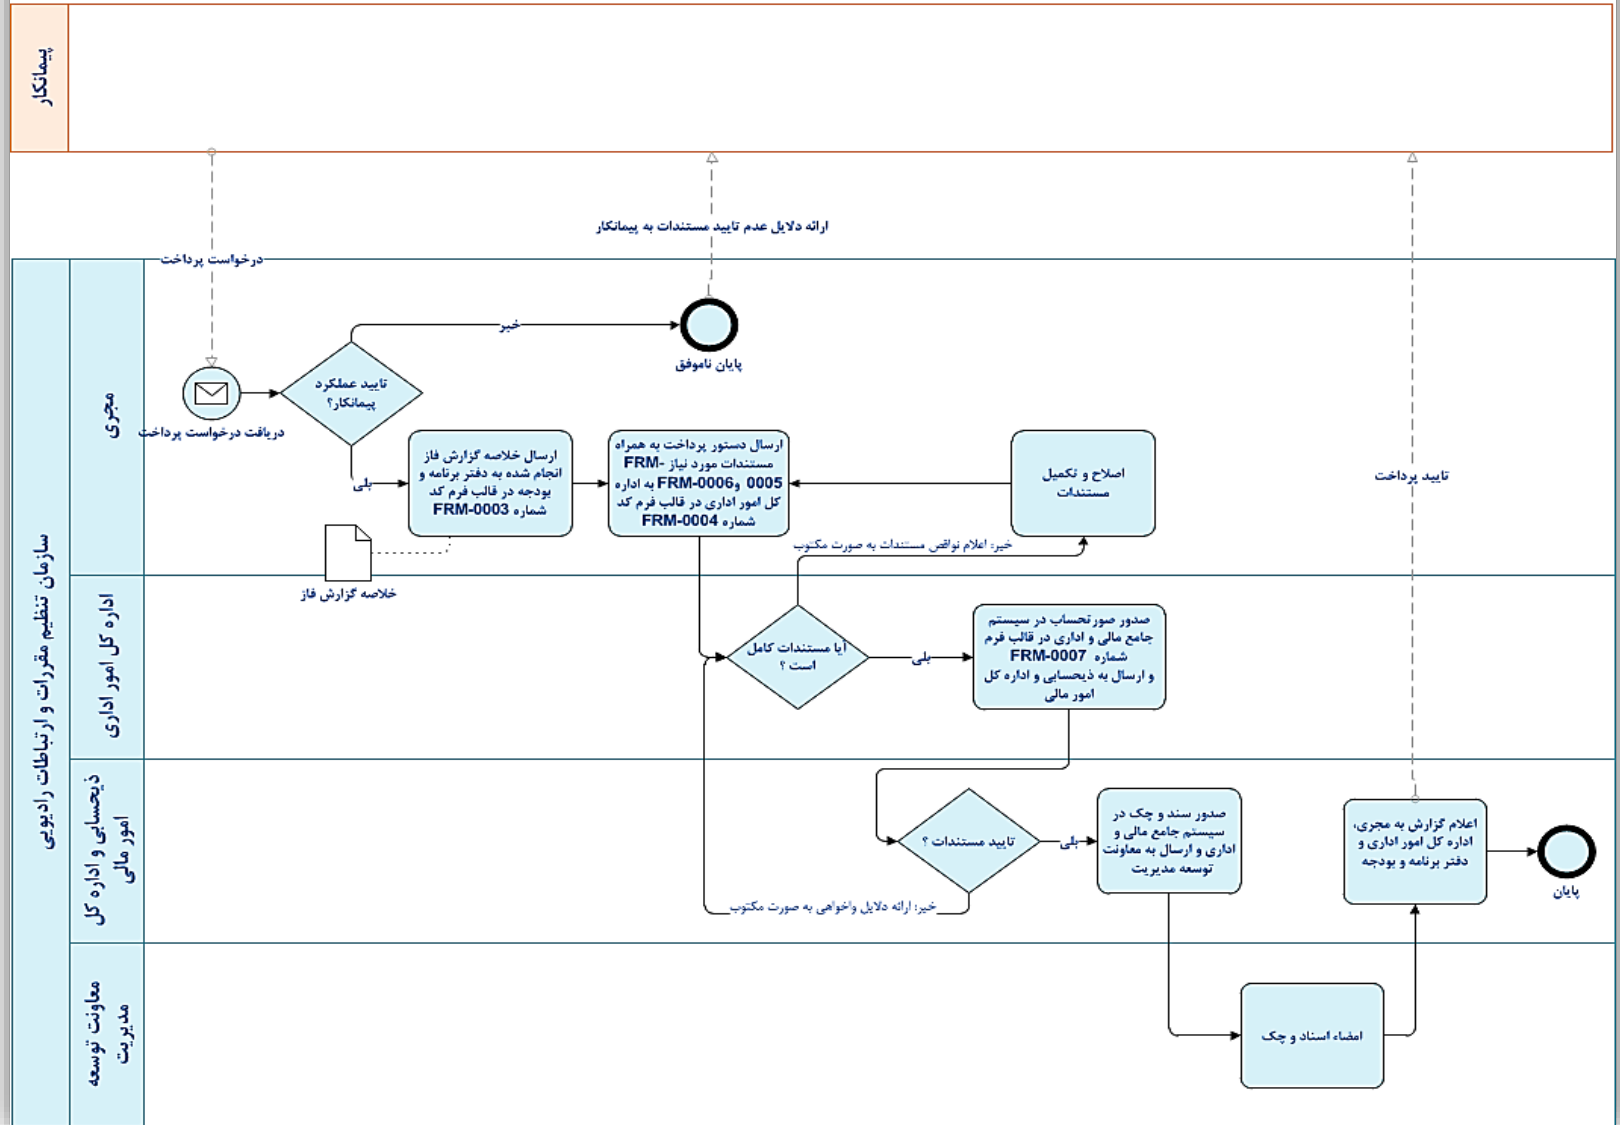 پیمانکار
ارائه دلایل عدم تایید مستندات به پیمانکار
درخواست پرداخت
سازمان تنظیم مقررات و ارتباطات رادیویی
مجری
خیر
پایان ناموفق
تایید عملکرد
پیمانکار؟
دریافت درخواست پرداخت
بلی
ارسال خلاصه گزارش فاز
انجام شده به دفتر برنامه و
بودجه در قالب فرم کد
شماره FRM-0003
ارسال دستور پرداخت به همراه
مستندات مورد نیاز FRM-
0005 و FRM-0006 به اداره
کل امور اداری در قالب فرم کد
شماره FRM-0004
اصلاح و تکمیل
مستندات
تایید پرداخت
خیر: اعلام نواقص مستندات به صورت مکتوب
خلاصه گزارش فاز
اداره کل امور اداری
آیا مستندات کامل
است ؟
بلی
صدور صورتحساب در سیستم
جامع مالی و اداری در قالب فرم
شماره FRM-0007
و ارسال به ذیحسابی و اداره کل
امور مالی
ذیحسابی و اداره کل
امور مالی
تایید مستندات ؟
بلی
صدور سند و چک در
سیستم جامع مالی و
اداری و ارسال به معاونت
توسعه مدیریت
اعلام گزارش به مجری،
اداره کل امور اداری و
دفتر برنامه و بودجه
پایان
خیر: ارائه دلایل واخواهی به صورت مکتوب
معاونت توسعه
مدیریت
امضاء اسناد و چک